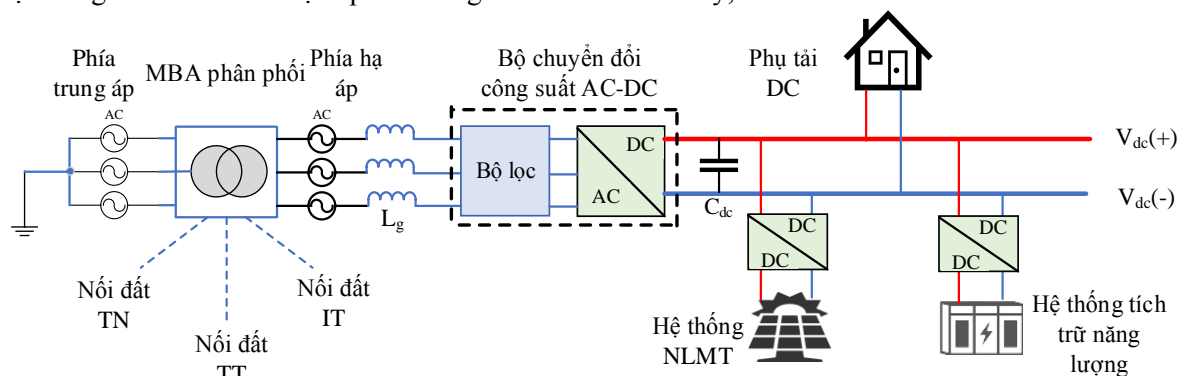 Phía
trung áp
MBA phân phối
Phía hạ
áp
Bộ chuyển đổi
công suất AC-DC
Phụ tải
DC
AC
AC
Bộ lọc
DC
AC
L_g
C_dc
V_dc(+)
V_dc(-)
DC
DC
DC
DC
Nối đất
TN
Nối đất
TT
Nối đất
IT
Hệ thống
NLMT
Hệ thống tích
trữ năng
lượng